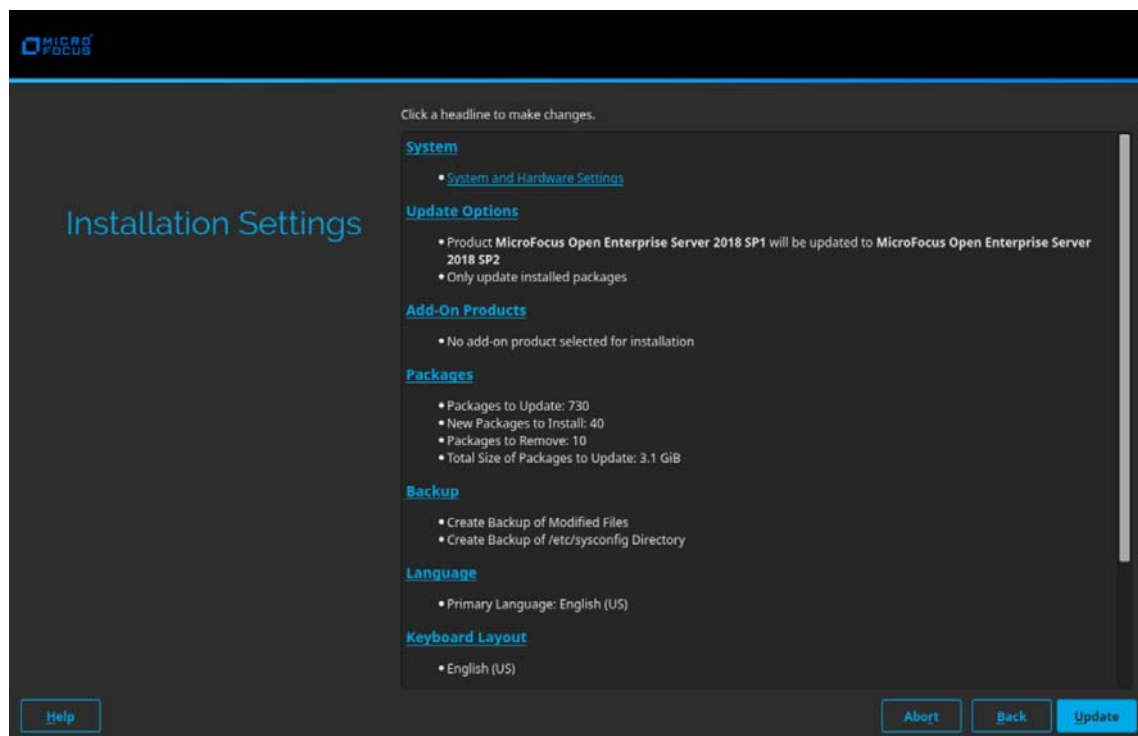 MICRO
FOCUS
Click a headline to make changes.
System
• System and Hardware Settings
Installation Settings
Update Options
• Product MicroFocus Open Enterprise Server 2018 SP1 will be updated to MicroFocus Open Enterprise Server
2018 SP2
• Only update installed packages
Add-On Products
• No add-on product selected for installation
Packages
• Packages to Update: 730
• New Packages to Install: 40
• Packages to Remove: 10
• Total Size of Packages to Update: 3.1 GiB
Backup
• Create Backup of Modified Files
• Create Backup of /etc/sysconfig Directory
Language
• Primary Language: English (US)
Keyboard Layout
• English (US)
Help
Abort
Back
Update